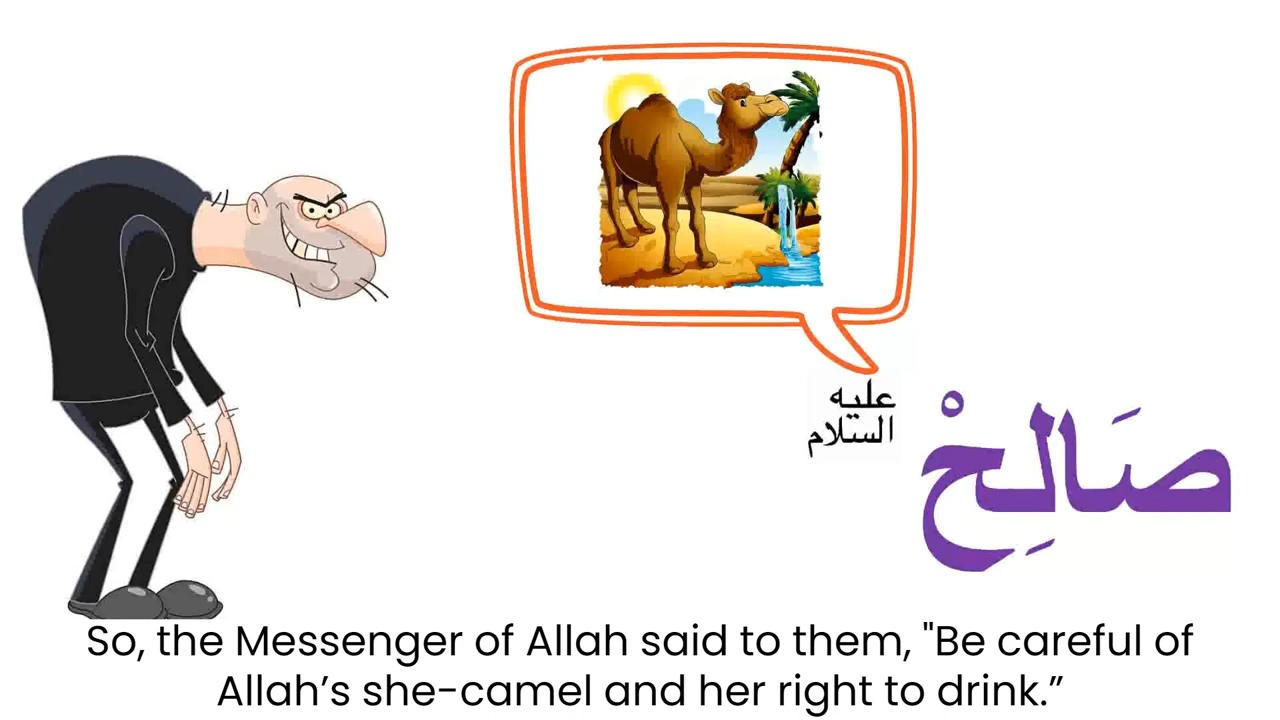 عليه
السلام
صَالِحْ
So, the Messenger of Allah said to them, "Be careful of
Allah’s she-camel and her right to drink.”